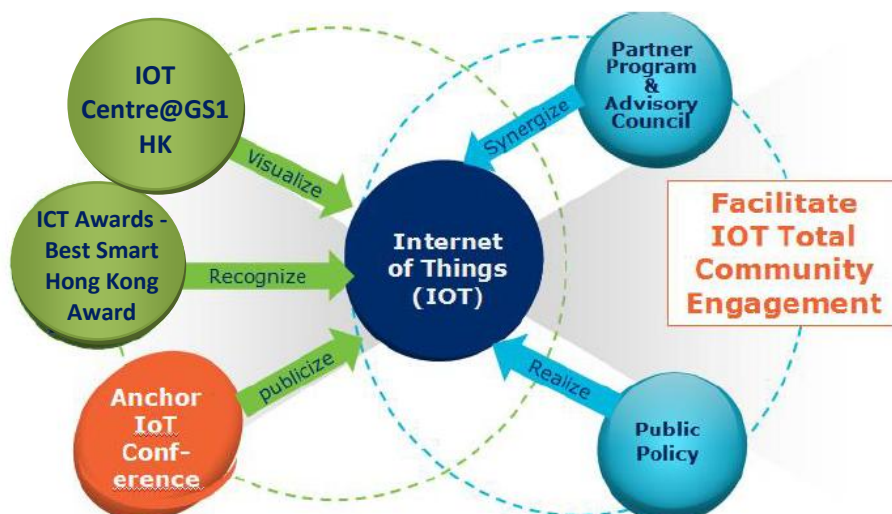 IOT
Centre@GS1
HK
Visualize
ICT Awards -
Best Smart
Hong Kong
Award
Recognize
Anchor
IoT
Conf-
erence
publicize
Internet
of Things
(IOT)
Partner
Program
&
Advisory
Council
Synergize
Public
Policy
Realize
Facilitate
IOT Total
Community
Engagement